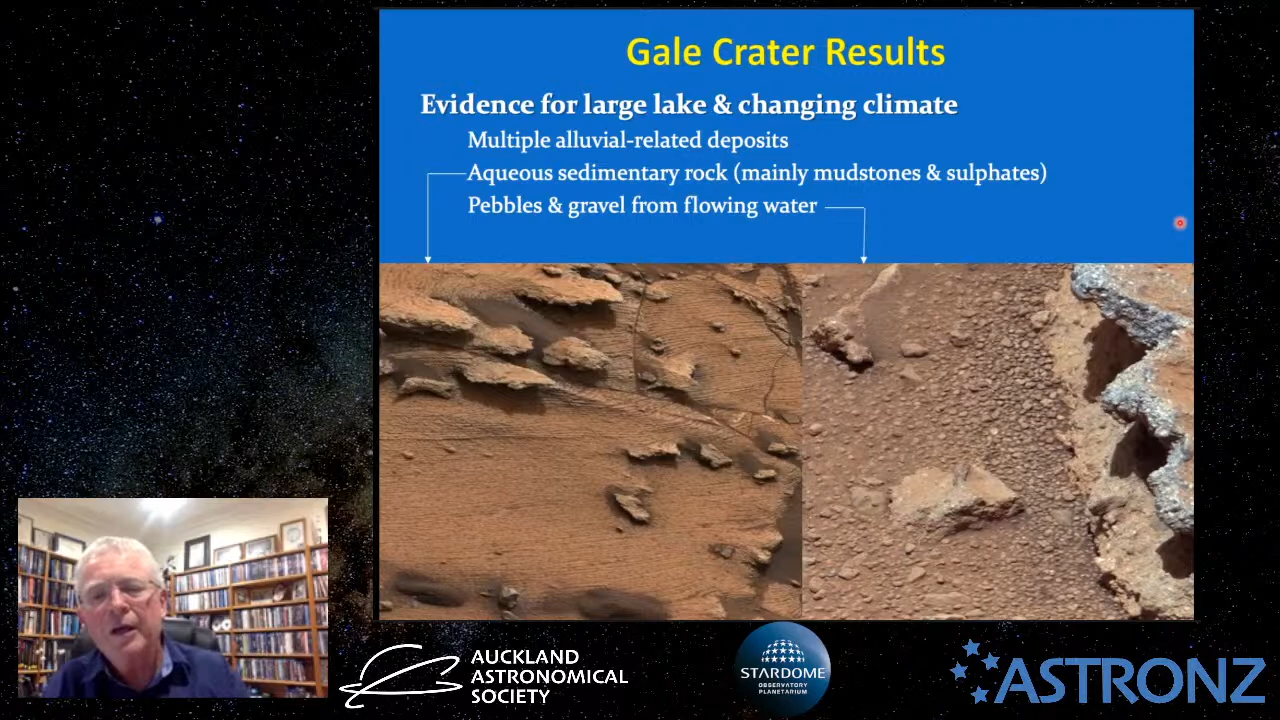 Gale Crater Results
Evidence for large lake & changing climate
Multiple alluvial-related deposits
Aqueous sedimentary rock (mainly mudstones & sulphates)
Pebbles & gravel from flowing water
AUCKLAND
ASTRONOMICAL
SOCIETY
STARDOME
OBSERVATORY
PLANETARIUM
ASTRONZ